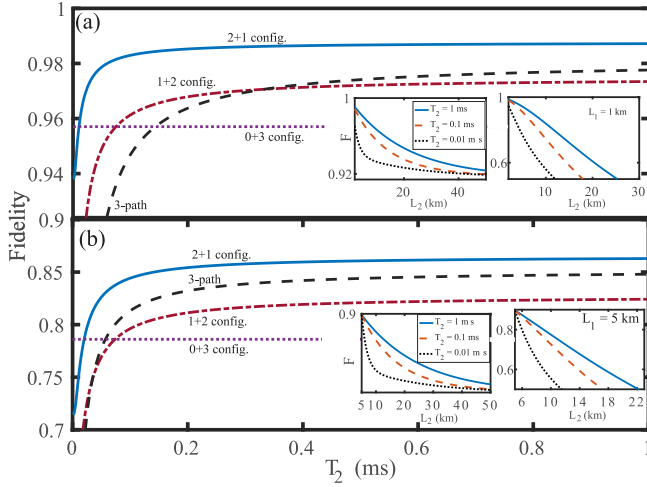 (a)
2+1 config.
1+2 config.
0+3 config.
3-path
1
0.98
0.96
0.94
0.9
Fidelity
1
F
0.92
T2 = 1 ms
T2 = 0.1 ms
T2 = 0.01 m s
20 40
L2 (km)
1
0.6
L1 = 1 km
10 20 30
L2 (km)
(b)
2+1 config.
3-path
1+2 config.
0+3 config.
0.85
0.8
0.75
0.7
0.9
F
T2 = 1 m s
T2 = 0.1 ms
T2 = 0.01 m s
5 10 20 30 40 50
L2 (km)
0.8
0.6
L1 = 5 km
6 10 14 18 22
L2 (km)
0 0.2 0.4 0.6 0.8 1
T2 (ms)